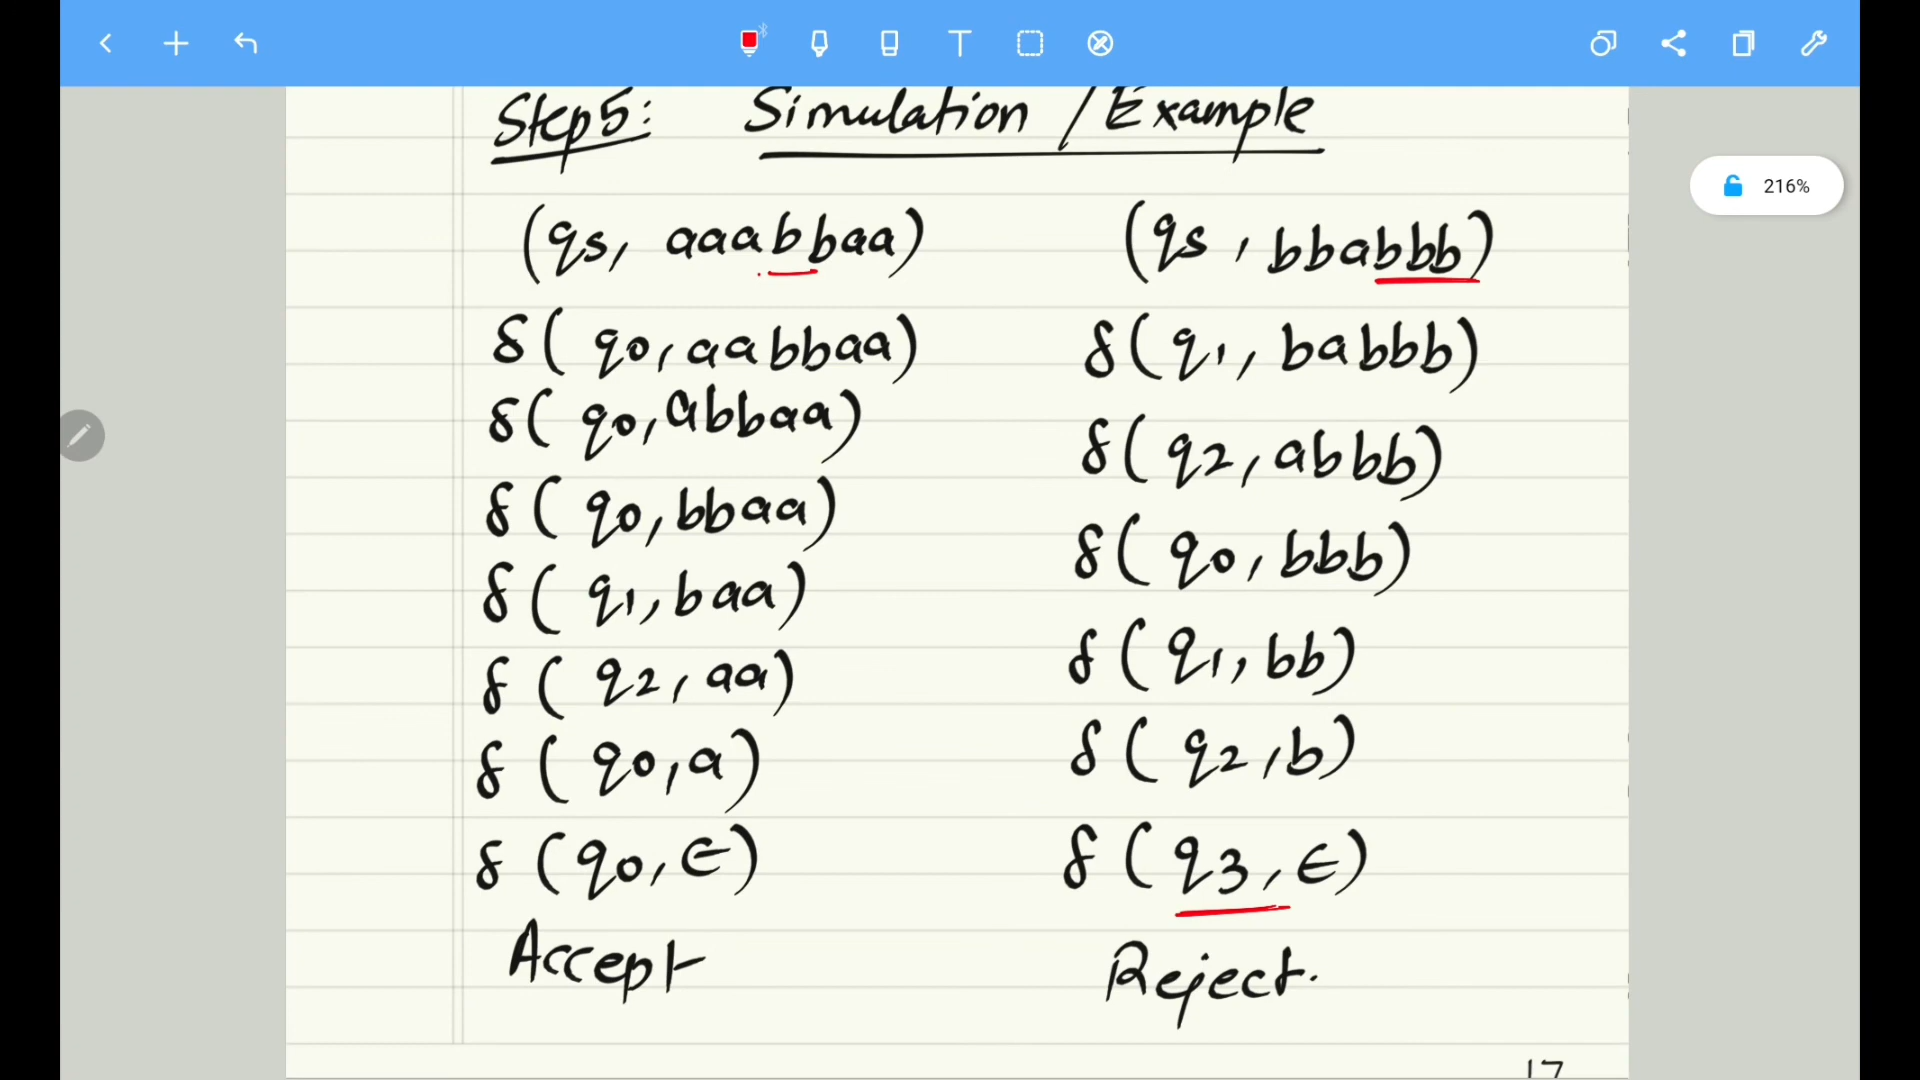 216%
Step5: Simulation / Example
(qs, aaabbaa)
δ(q0, aabbaa)
δ(q0, abbaa)
δ(q0, bbaa)
δ(q1, baa)
δ(q2, aa)
δ(q0, a)
δ(q0, ϵ)
Accept
(qs, bbabbb)
δ(q1, babbb)
δ(q2, abbb)
δ(q0, bbb)
δ(q1, bb)
δ(q2, b)
δ(q3, ϵ)
Reject.
17